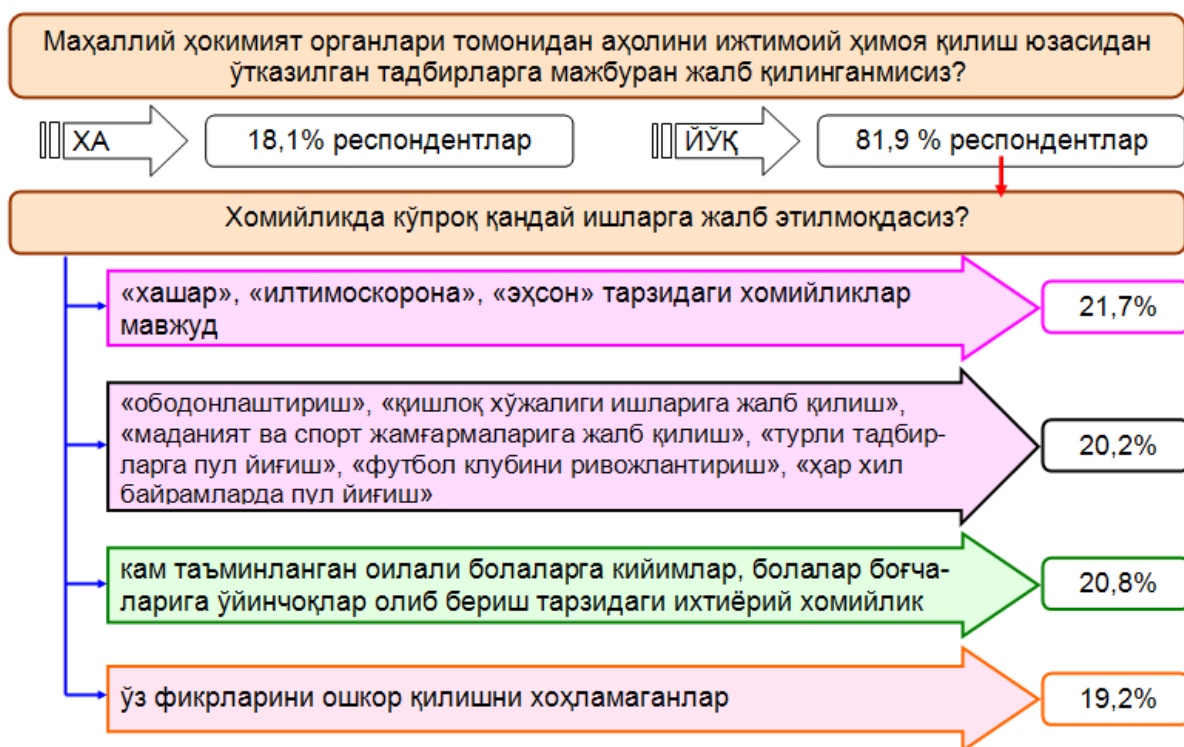 Маҳаллий ҳокимият органлари томонидан аҳолини ижтимоий ҳимоя қилиш юзасидан
ўтказилган тадбирларга мажбуран жалб қилинганмисиз?
ХА
18,1% респондентлар
ЙЎҚ
81,9 % респондентлар
Хомийликда кўпроқ қандай ишларга жалб этилмоқдасиз?
«хашар», «илтимоскорона», «эҳсон» тарзидаги хомийликлар
мавжуд
21,7%
«ободонлаштириш», «қишлоқ хўжалиги ишларига жалб қилиш»,
«маданият ва спорт жамғармаларига жалб қилиш», «турли тадбир-
ларга пул йиғиш», «футбол клубини ривожлантириш», «ҳар хил
байрамларда пул йиғиш»
20,2%
кам таъминланган оилали болаларга кийимлар, болалар боғча-
ларига ўйинчоқлар олиб бериш тарзидаги ихтиёрий хомийлик
20,8%
ўз фикрларини ошкор қилишни хоҳламаганлар
19,2%